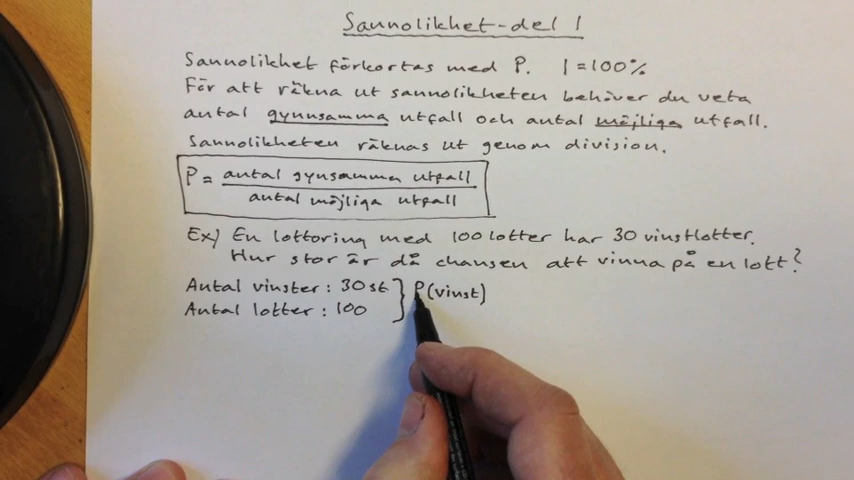 Sannolikhet-del 1
Sannolikhet förkortas med P. 1=100%
För att räkna ut sannolikheten behöver du veta
antal gynnsamma utfall och antal möjliga utfall.
Sannolikheten räknas ut genom division.
P = antal gynsamma utfall
antal möjliga utfall
Ex) En lottoring med 100 lotter har 30 vinstlotter.
Hur stor är då chansen att vinna på en lott?
Antal vinster : 30 st } P(vinst)
Antal lotter : 100